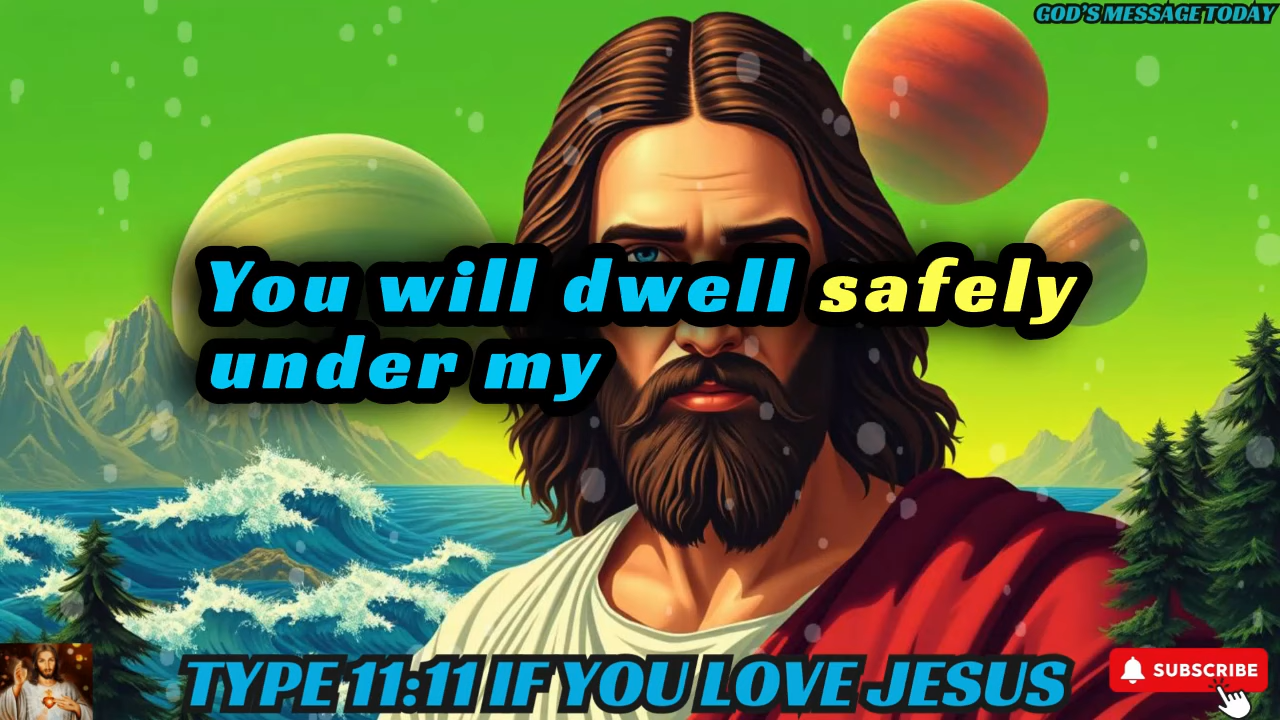 GOD'S MESSAGE TODAY
You will dwell safely
under my
TYPE 11:11 IF YOU LOVE JESUS
SUBSCRIBE